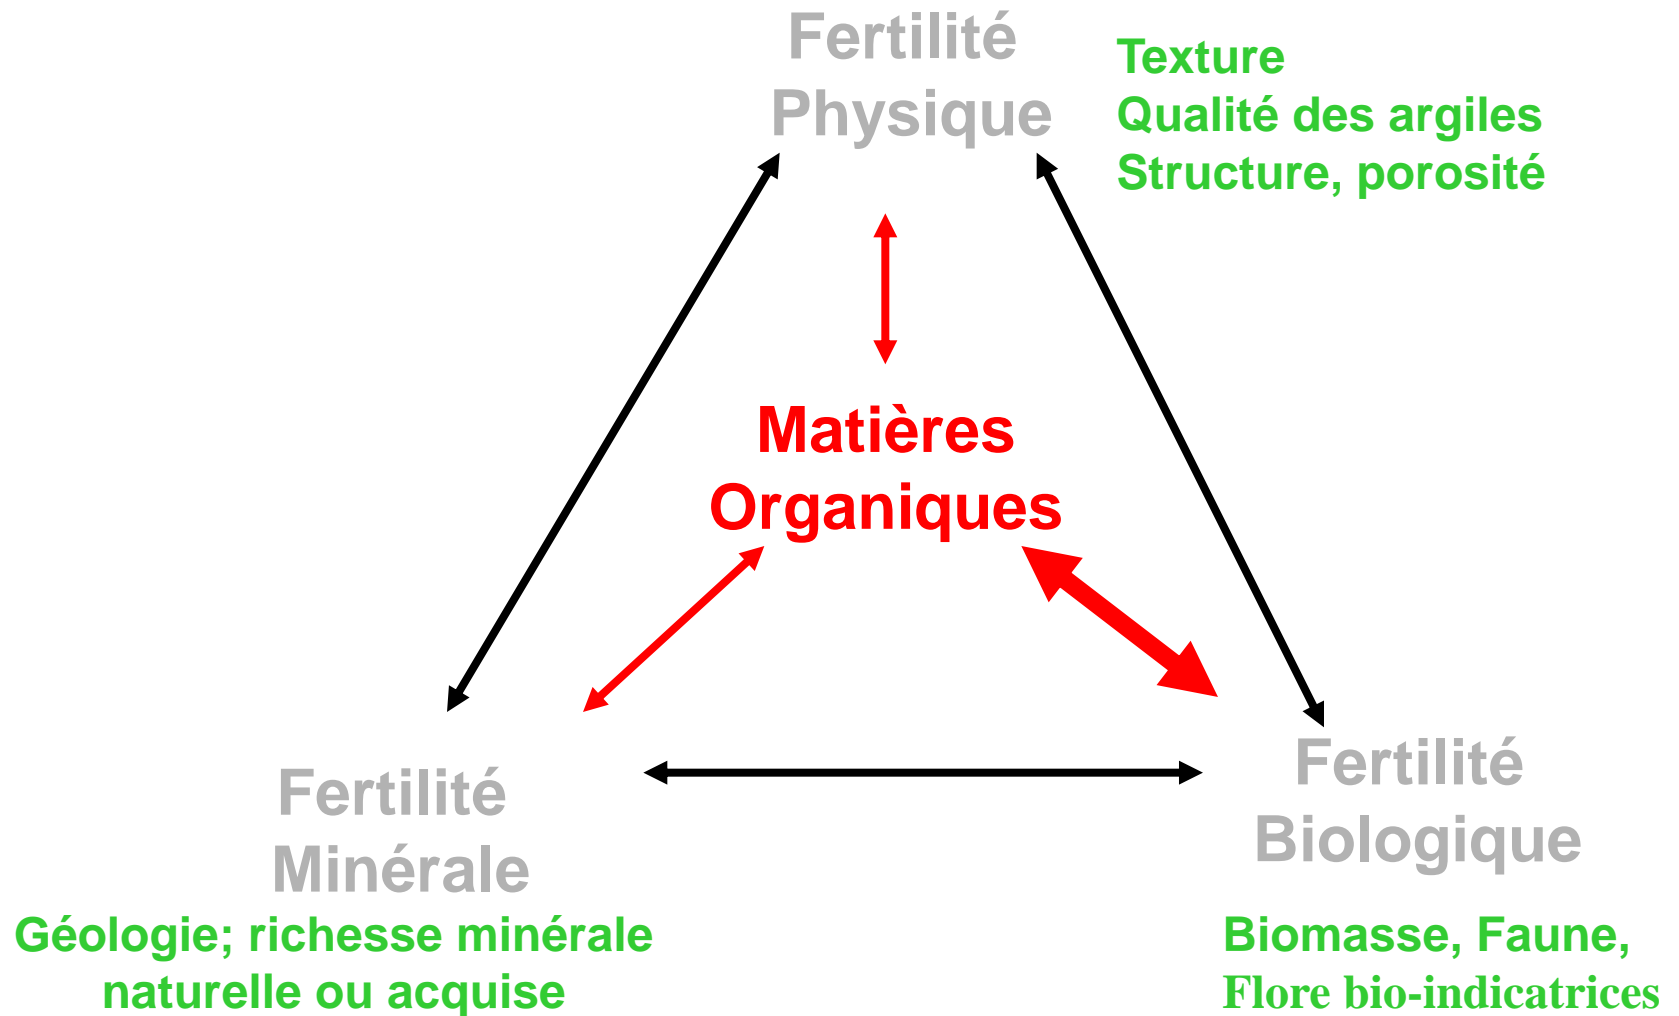 Fertilité
Physique
Texture
Qualité des argiles
Structure, porosité
Matières
Organiques
Fertilité
Minérale
Géologie; richesse minérale
naturelle ou acquise
Fertilité
Biologique
Biomasse, Faune,
Flore bio-indicatrices